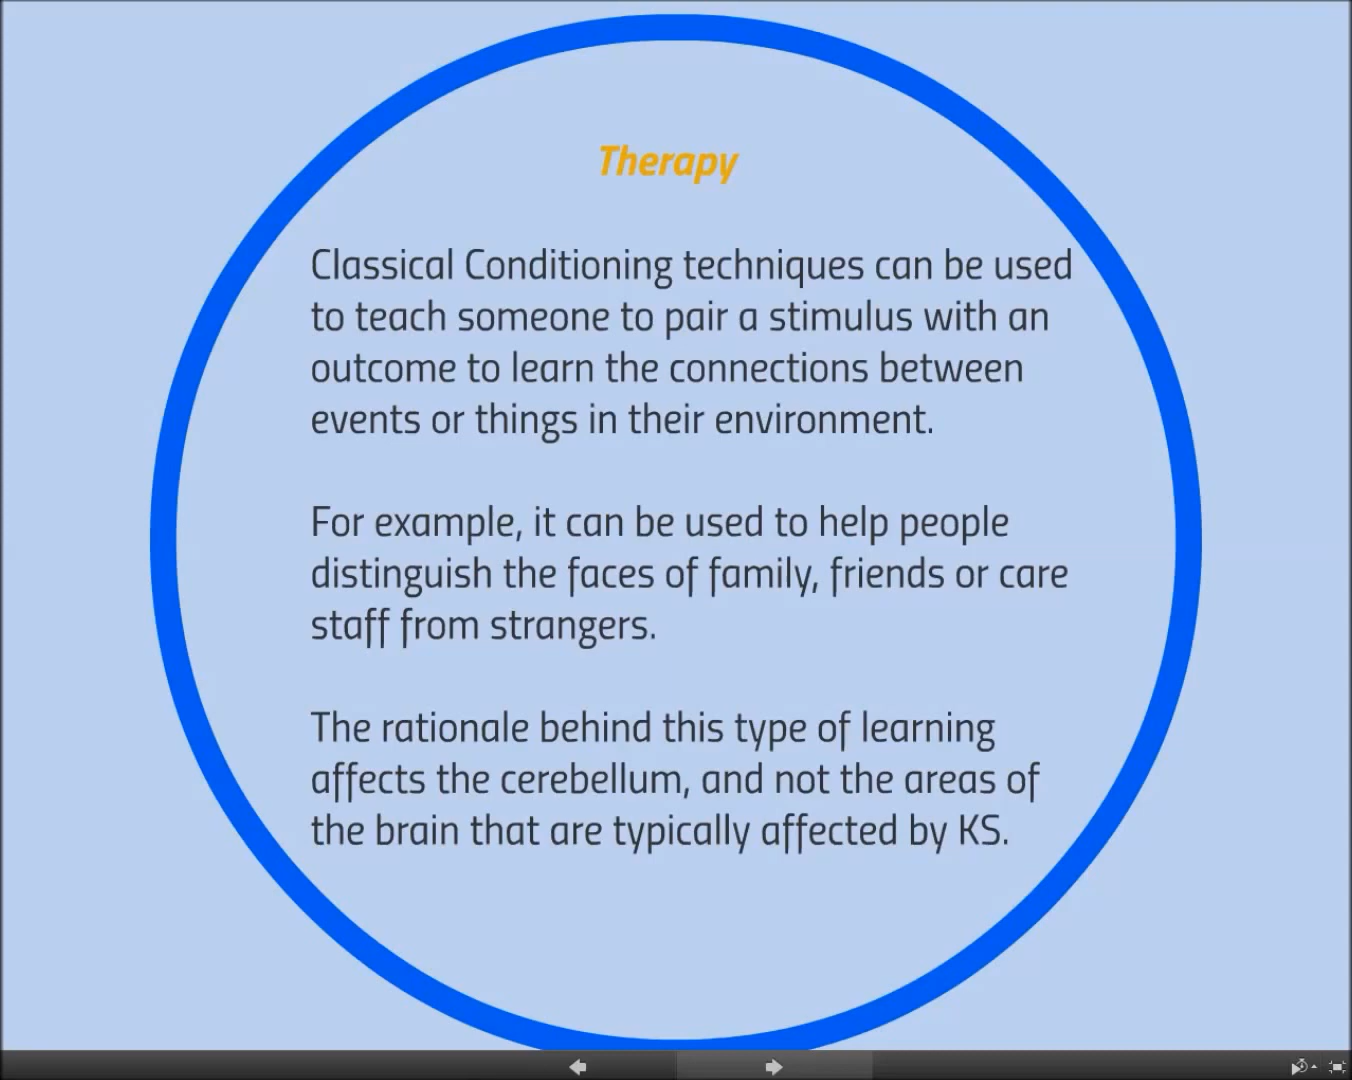 Therapy
Classical Conditioning techniques can be used
to teach someone to pair a stimulus with an
outcome to learn the connections between
events or things in their environment.
For example, it can be used to help people
distinguish the faces of family, friends or care
staff from strangers.
The rationale behind this type of learning
affects the cerebellum, and not the areas of
the brain that are typically affected by KS.